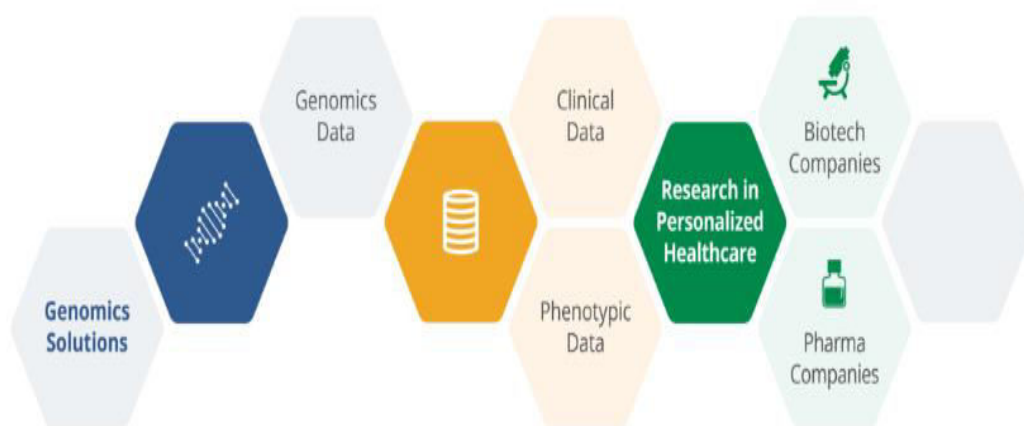 Genomics
Solutions
Genomics
Data
Clinical
Data
Phenotypic
Data
Research in
Personalized
Healthcare
Biotech
Companies
Pharma
Companies